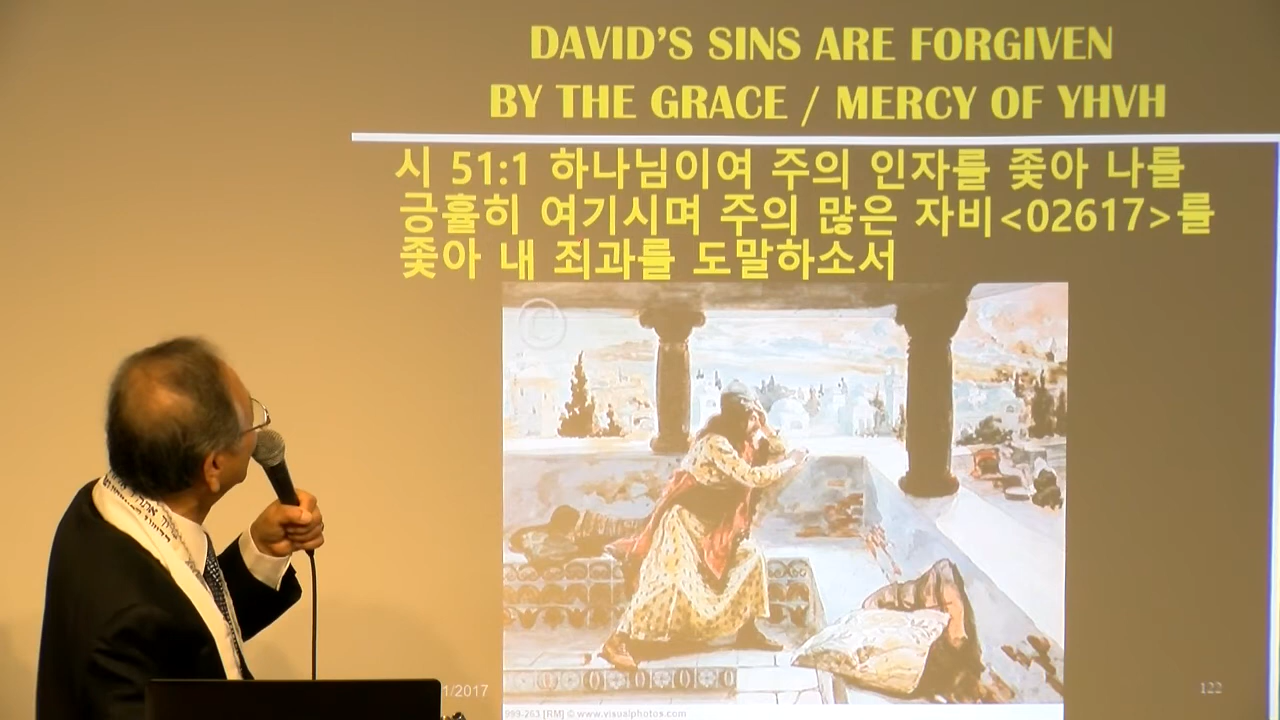 DAVID'S SINS ARE FORGIVEN
BY THE GRACE / MERCY OF YHVH
시 51:1 하나님이여 주의 인자를 좇아 나를
긍휼히 여기시며 주의 많은 자비<02617>를
좇아 내 죄과를 도말하소서
©
1/2017
122
999-263 [RM] © www.visualphotos.com